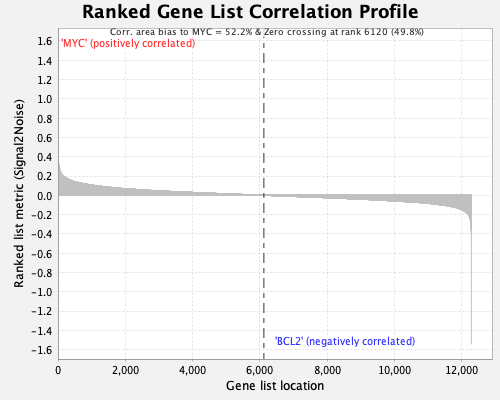 Ranked Gene List Correlation Profile
Corr. area bias to MYC = 52.2% & Zero crossing at rank 6120 (49.8%)
'MYC' (positively correlated)
1.6
1.4
1.2
1.0
0.8
0.6
0.4
0.2
0.0
-0.2
-0.4
-0.6
-0.8
-1.0
-1.2
-1.4
-1.6
Ranked list metric (Signal2Noise)
'BCL2' (negatively correlated)
0 2,000 4,000 6,000 8,000 10,000 12,000
Gene list location